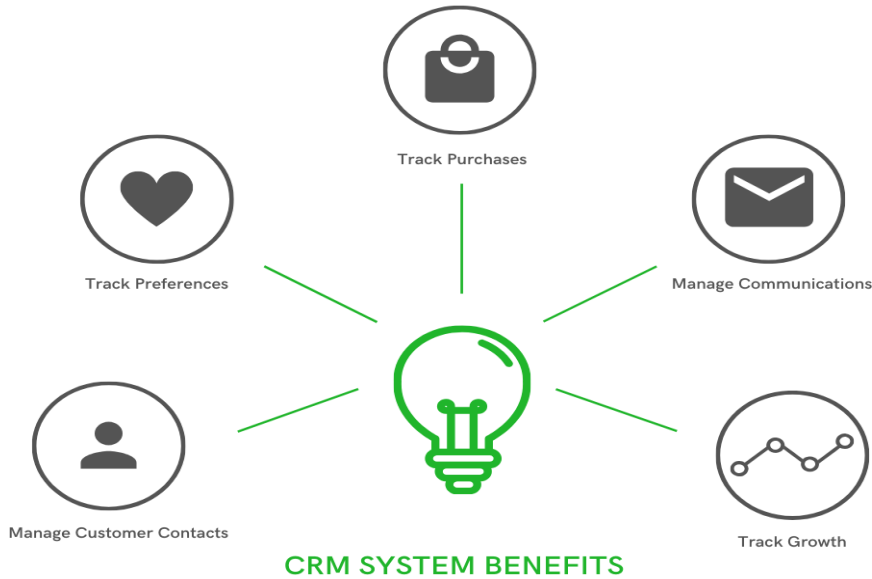 Track Purchases
Track Preferences
Manage Communications
Manage Customer Contacts
Track Growth
CRM SYSTEM BENEFITS